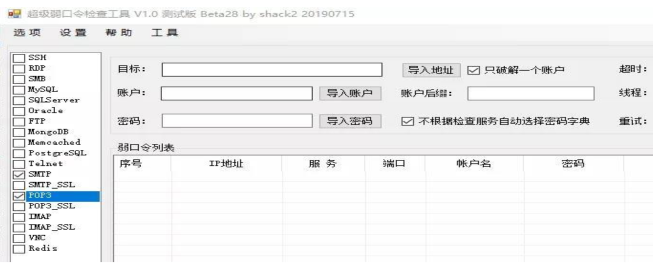 超级弱口令检查工具 V1.0 测试版 Beta28 by shack2 20190715
选项 设置 帮助 工具
SSH
RDP
SMB
MySQL
SQLServer
Oracle
FTP
MongoDB
Memcached
PostgreSQL
Telnet
SMTP
SMTP_SSL
POP3
POP3_SSL
IMAP
IMAP_SSL
VNC
Redis
目标： 导入地址 只破解一个账户 超时：
账户： 导入账户 账户后缀： 线程：
密码： 导入密码 不根据检查服务自动选择密码字典 重试：
弱口令列表
序号 IP地址 服务 端口 帐户名 密码